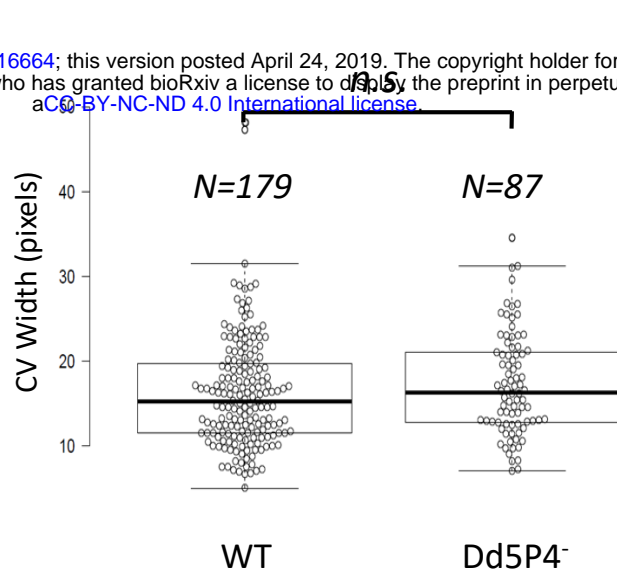 16664; this version posted April 24, 2019. The copyright holder for
who has granted bioRxiv a license to display the preprint in perpetu
aCC-BY-NC-ND 4.0 International license.
n.s.
50
N=179 N=87
40
30
20
10
CV Width (pixels)
WT Dd5P4-